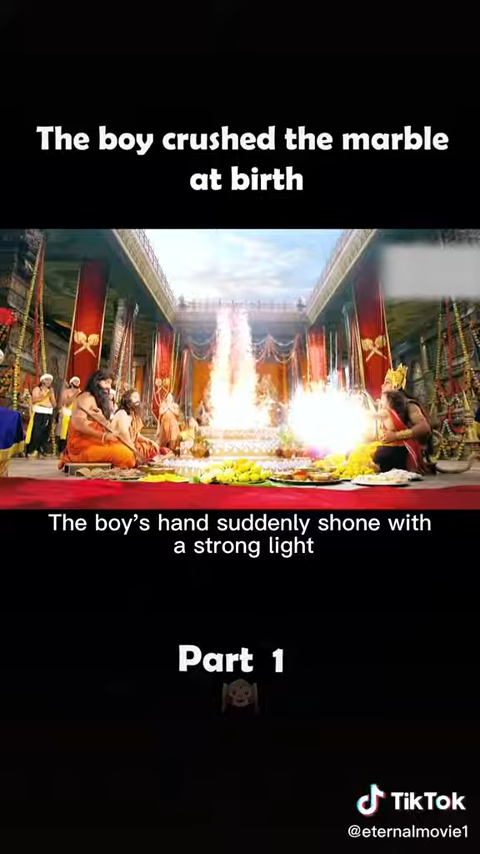 The boy crushed the marble
at birth
The boy's hand suddenly shone with
a strong light
Part 1
TikTok
@eternalmovie1